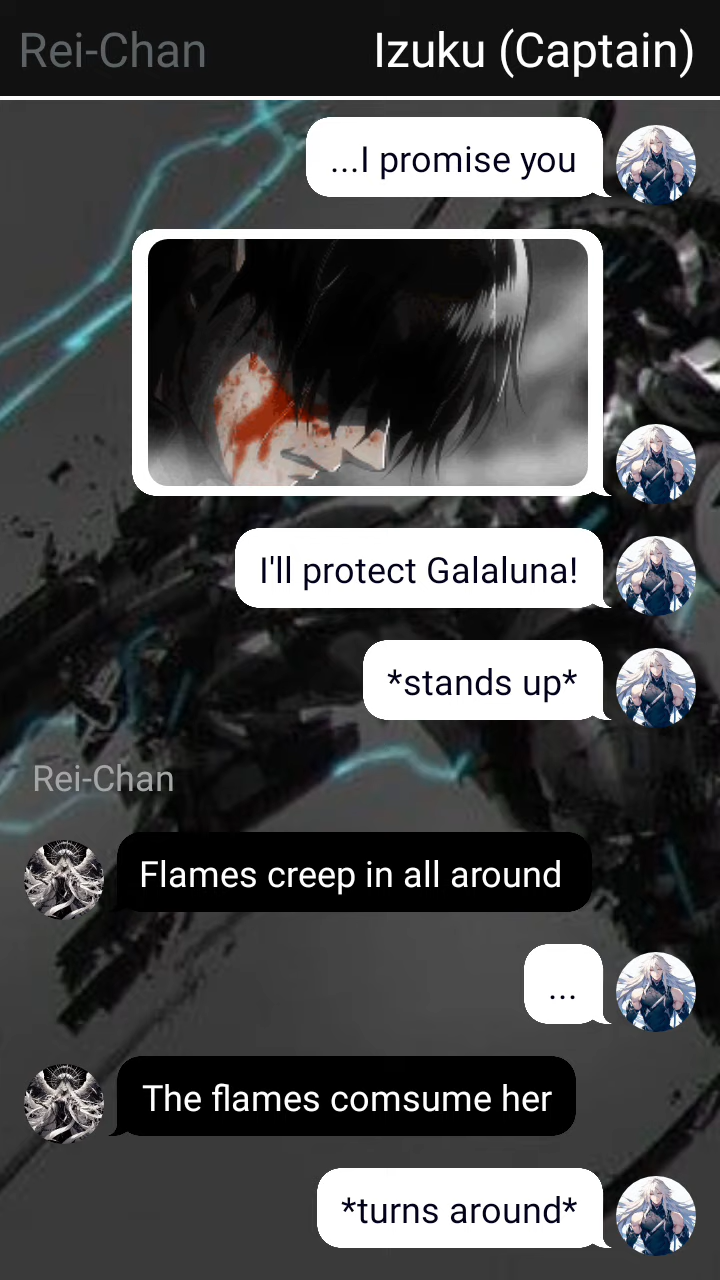 Rei-Chan
Izuku (Captain)
...I promise you
I'll protect Galaluna!
*stands up*
Rei-Chan
Flames creep in all around
...
The flames comsume her
*turns around*